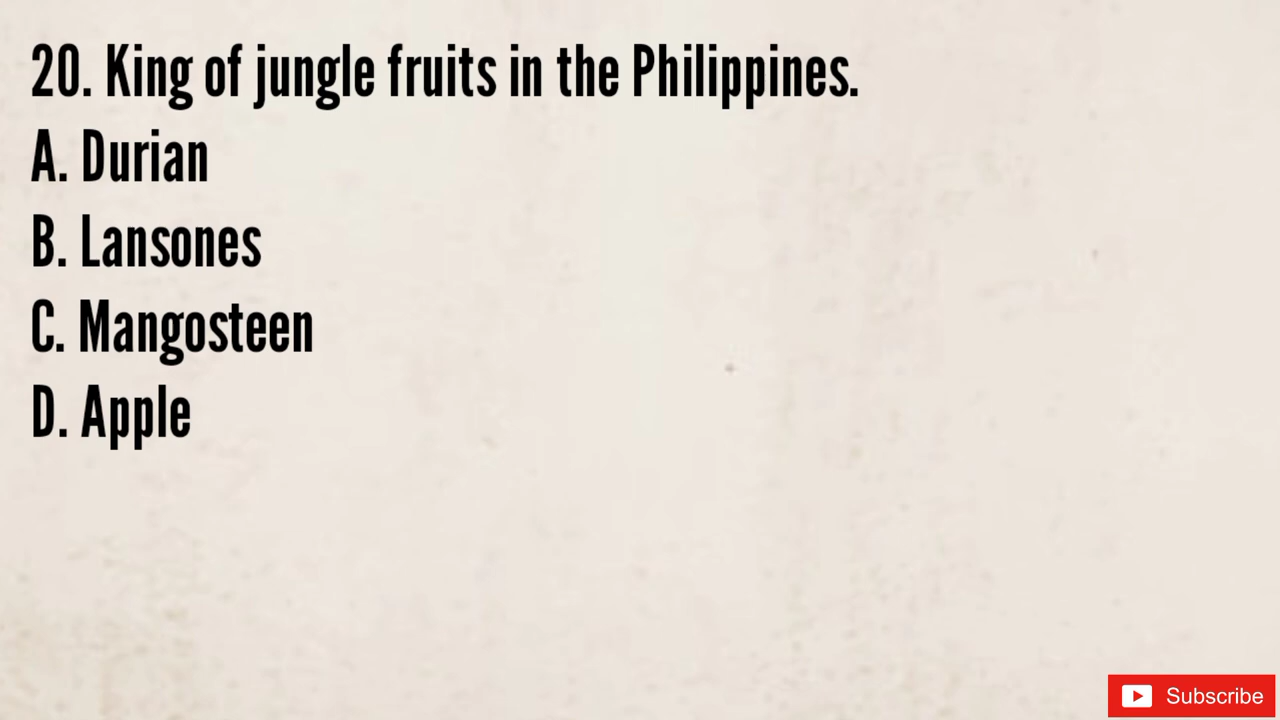 20. King of jungle fruits in the Philippines.
A. Durian
B. Lansones
C. Mangosteen
D. Apple
Subscribe